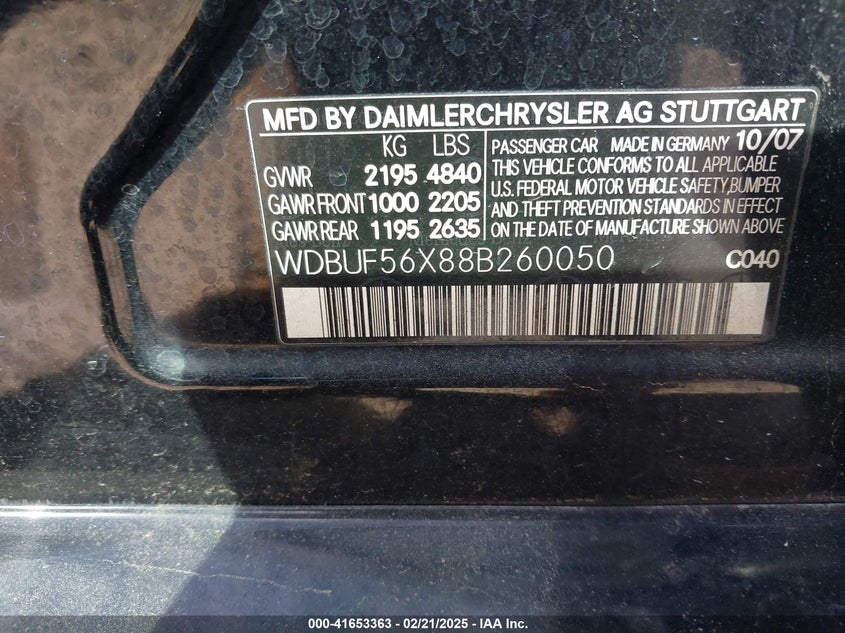 MFD BY DAIMLERCHRYSLER AG STUTTGART
KG LBS
GVWR 2195 4840
GAWR FRONT 1000 2205
GAWR REAR 1195 2635
PASSENGER CAR MADE IN GERMANY 10/07
THIS VEHICLE CONFORMS TO ALL APPLICABLE
U.S. FEDERAL MOTOR VEHICLE SAFETY, BUMPER
AND THEFT PREVENTION STANDARDS IN EFFECT
ON THE DATE OF MANUFACTURE SHOWN ABOVE
WDBUF56X88B260050 C040
000-41653363 - 02/21/2025 - IAA Inc.